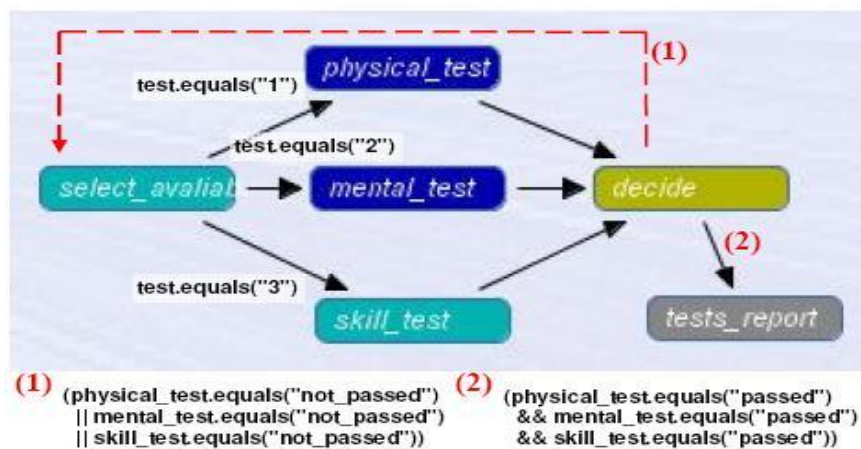 (1)
physical_test
test.equals("1")
test.equals("2")
select_avaliab
mental_test
decide
(2)
test.equals("3")
skill_test
tests_report
(1) (physical_test.equals("not_passed")
|| mental_test.equals("not_passed")
|| skill_test.equals("not_passed"))
(2) (physical_test.equals("passed")
&& mental_test.equals("passed")
&& skill_test.equals("passed"))